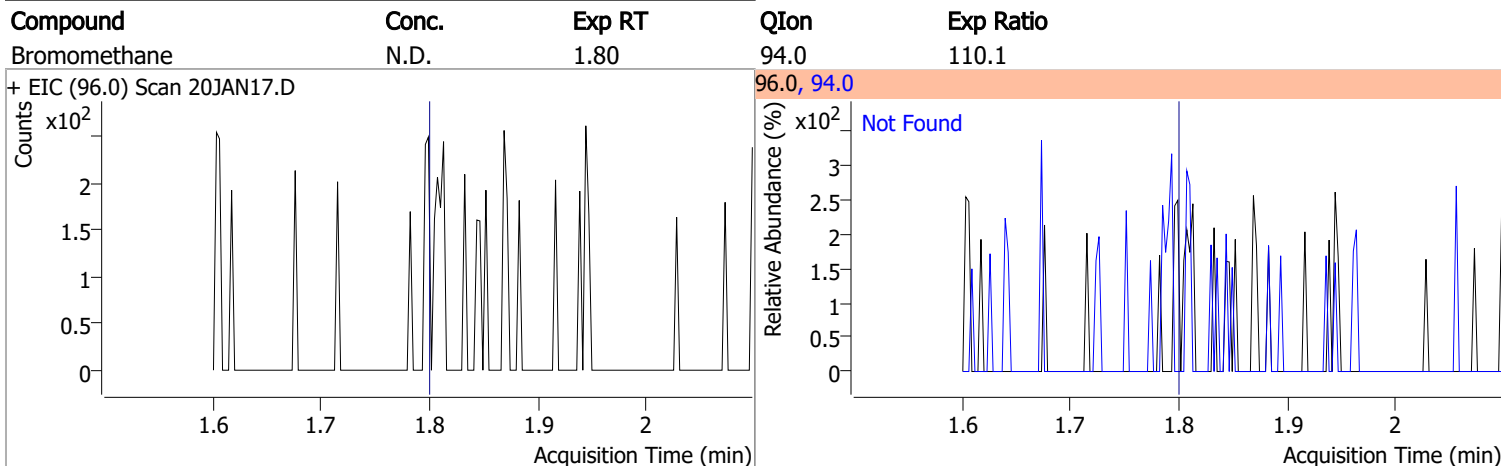 Compound Conc. Exp RT QIon Exp Ratio
Bromomethane N.D. 1.80 94.0 110.1
+ EIC (96.0) Scan 20JAN17.D
Counts
x10²
2
1.5
1
0.5
0
1.6 1.7 1.8 1.9 2
Acquisition Time (min)
96.0, 94.0
Relative Abundance (%)
x10²
Not Found
3
2.5
2
1.5
1
0.5
0
1.6 1.7 1.8 1.9 2
Acquisition Time (min)